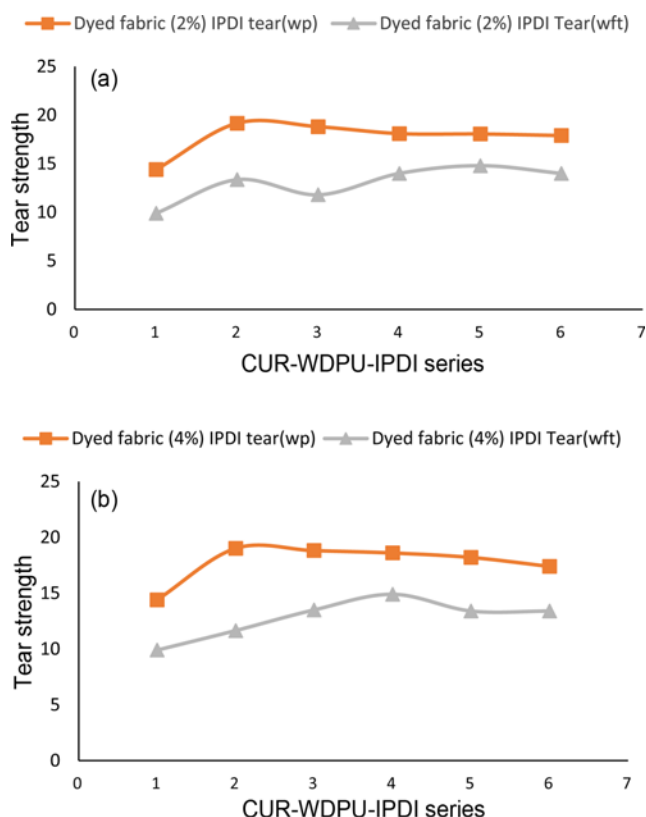 Dyed fabric (2%) IPDI tear(wp) Dyed fabric (2%) IPDI Tear(wft)
25
(a)
20
15
10
5
0
Tear strength
0 1 2 3 4 5 6 7
CUR-WDPU-IPDI series
Dyed fabric (4%) IPDI tear(wp) Dyed fabric (4%) IPDI Tear(wft)
25
(b)
20
15
10
5
0
Tear strength
0 1 2 3 4 5 6 7
CUR-WDPU-IPDI series